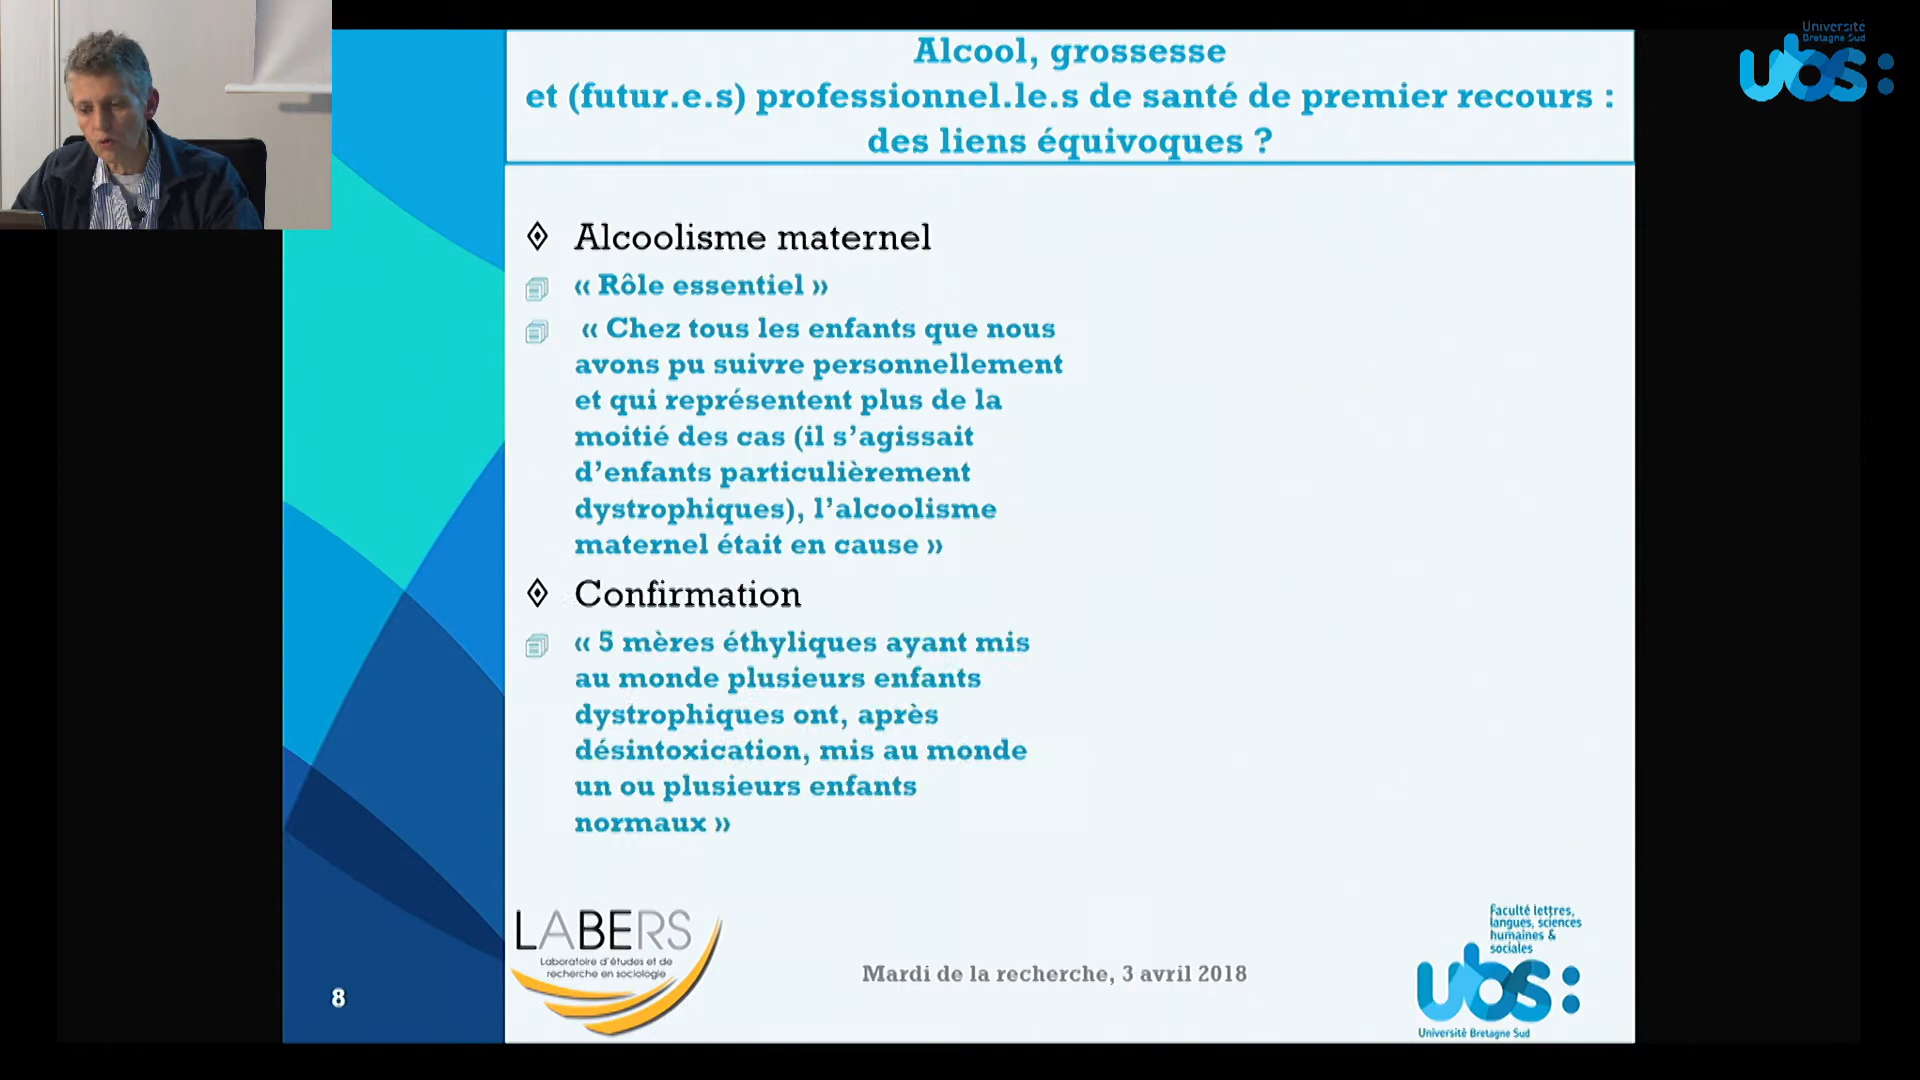 Alcool, grossesse
et (futur.e.s) professionnel.le.s de santé de premier recours :
des liens équivoques ?
Université
Bretagne Sud
ubs:
Alcoolisme maternel
« Rôle essentiel »
« Chez tous les enfants que nous
avons pu suivre personnellement
et qui représentent plus de la
moitié des cas (il s’agissait
d’enfants particulièrement
dystrophiques), l’alcoolisme
maternel était en cause »
Confirmation
« 5 mères éthyliques ayant mis
au monde plusieurs enfants
dystrophiques ont, après
désintoxication, mis au monde
un ou plusieurs enfants
normaux »
LABERS
Laboratoire d'études et de
recherche en sociologie
8
Mardi de la recherche, 3 avril 2018
Faculté lettres,
langues, sciences
humaines &
sociales
ubs:
Université Bretagne Sud